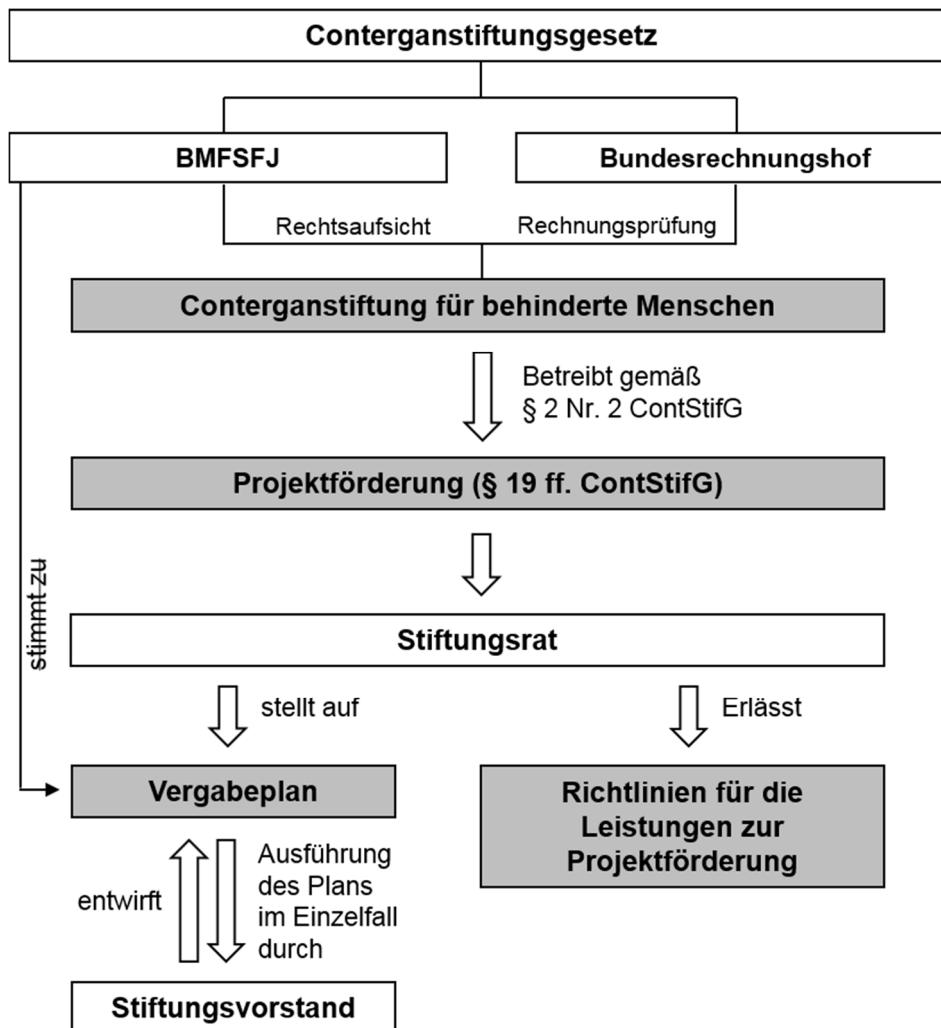 Conterganstiftungsgesetz
BMFSFJ
Bundesrechnungshof
Rechtsaufsicht
Rechnungsprüfung
Conterganstiftung für behinderte Menschen
Betreibt gemäß
§ 2 Nr. 2 ContStifG
Projektförderung (§ 19 ff. ContStifG)
stimmt zu
Stiftungsrat
stellt auf
Erlässt
Vergabeplan
Richtlinien für die
Leistungen zur
Projektförderung
entwirft
Ausführung
des Plans
im Einzelfall
durch
Stiftungsvorstand